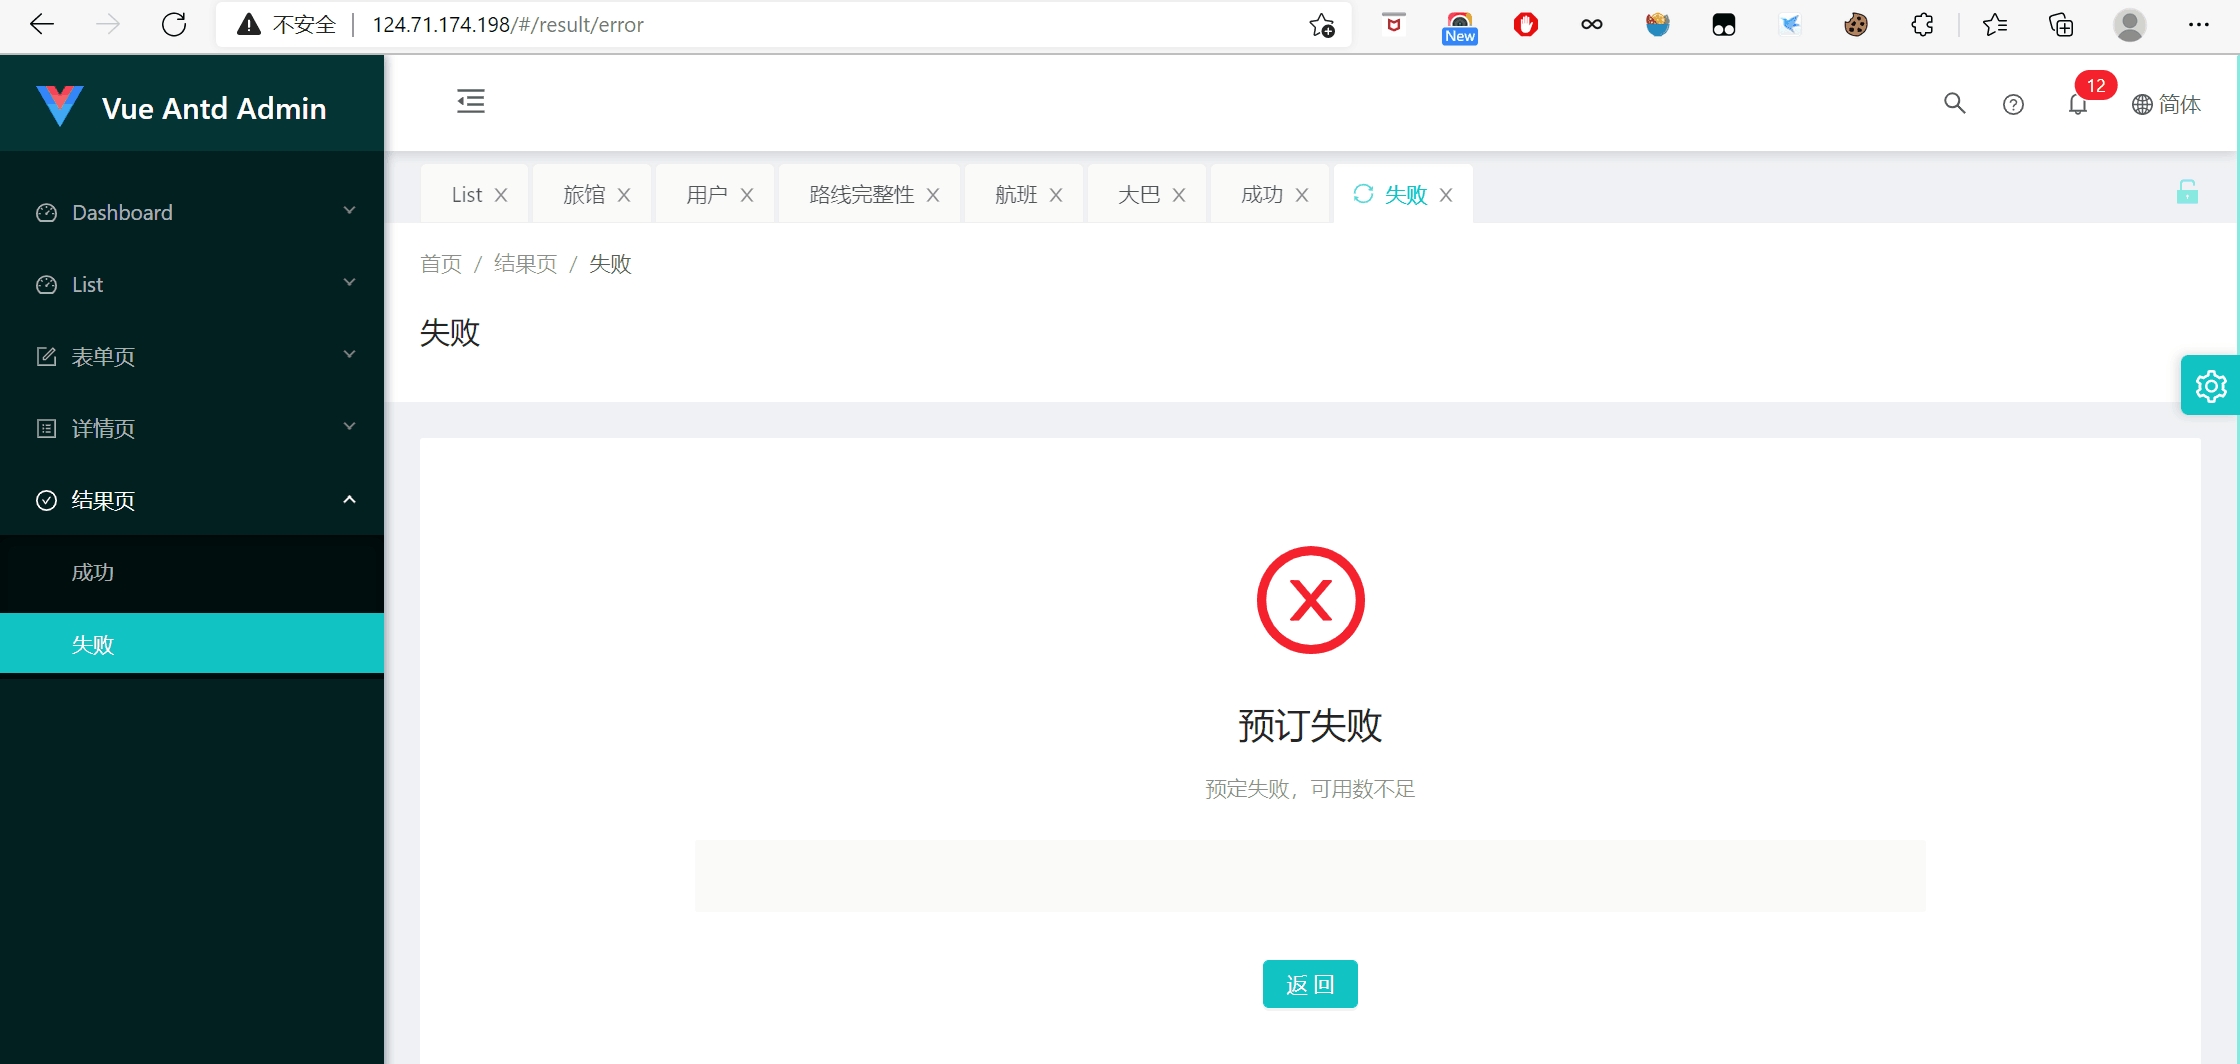 不安全 124.71.174.198/#/result/error
New
Vue Antd Admin
12
简体
List
旅馆
用户
路线完整性
航班
大巴
成功
失败
Dashboard
List
表单页
详情页
结果页
成功
失败
首页 / 结果页 / 失败
失败
预订失败
预定失败，可用数不足
返 回